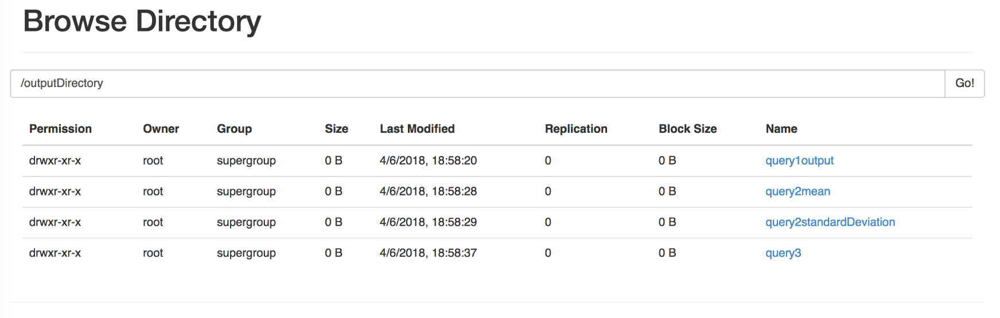 Browse Directory
/outputDirectory Go!
Permission Owner Group Size Last Modified Replication Block Size Name
drwxr-xr-x root supergroup 0 B 4/6/2018, 18:58:20 0 0 B query1output
drwxr-xr-x root supergroup 0 B 4/6/2018, 18:58:28 0 0 B query2mean
drwxr-xr-x root supergroup 0 B 4/6/2018, 18:58:29 0 0 B query2standardDeviation
drwxr-xr-x root supergroup 0 B 4/6/2018, 18:58:37 0 0 B query3